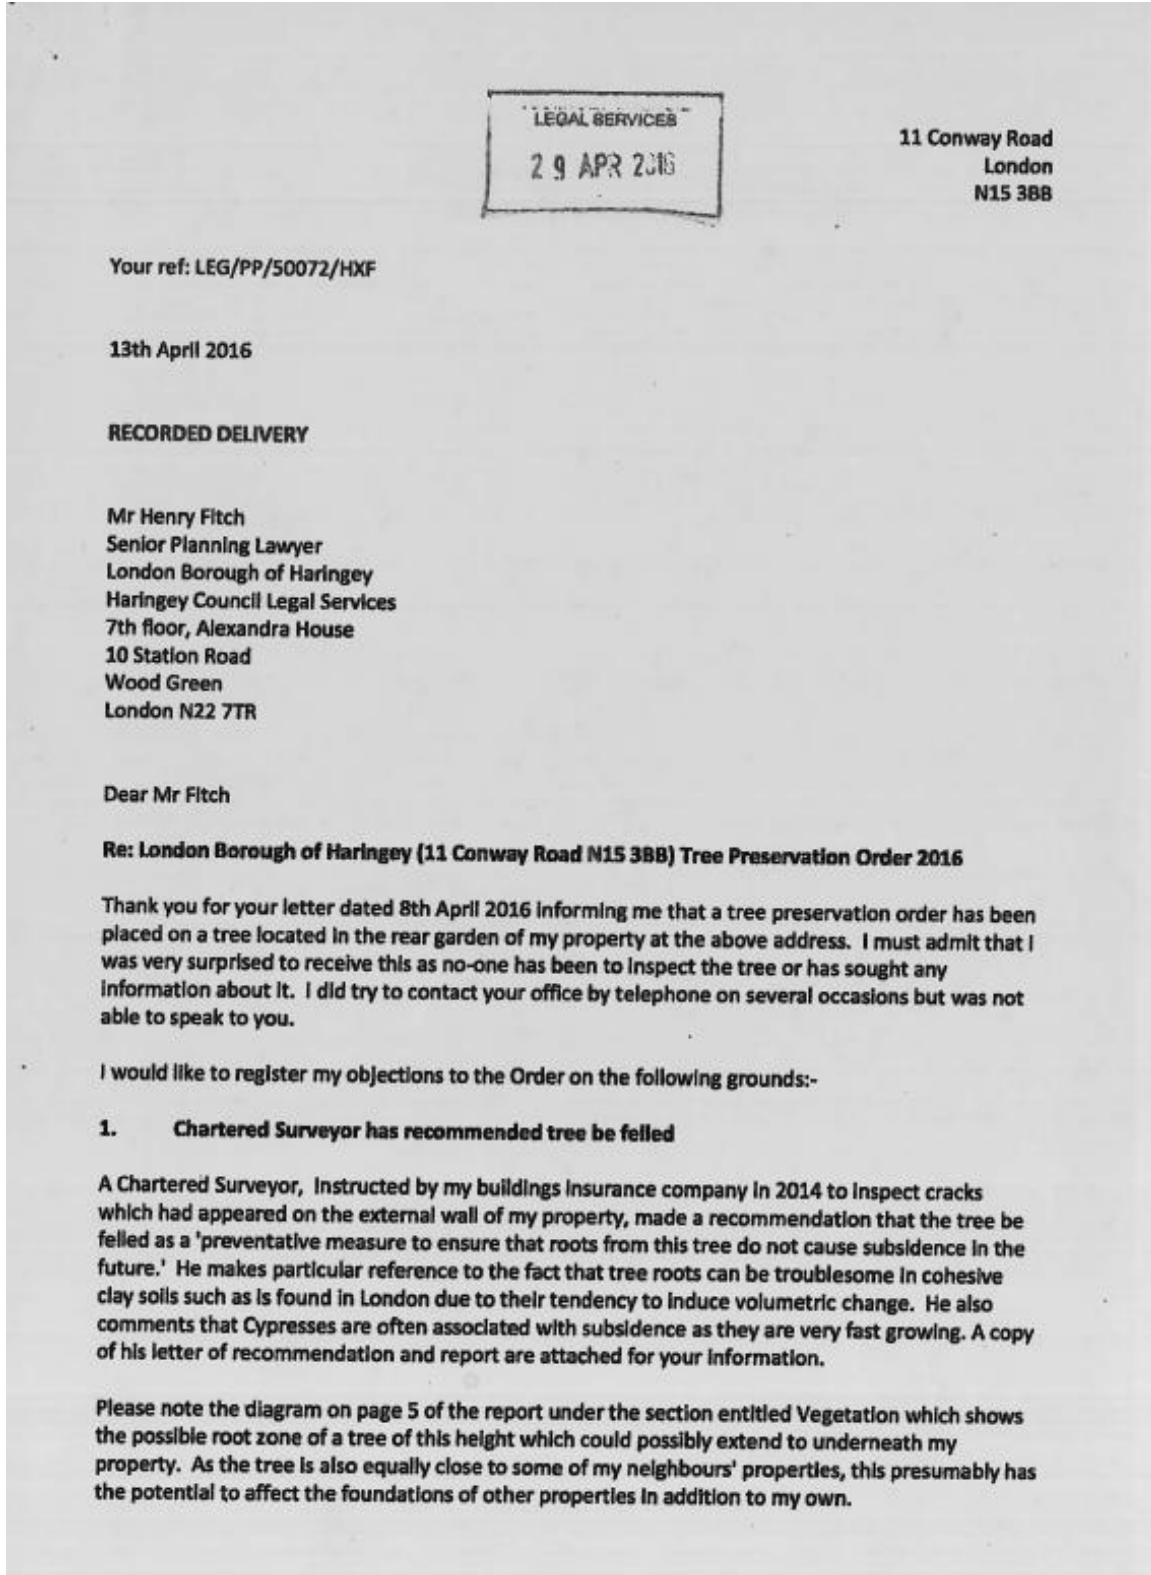 LEGAL SERVICES
29 APR 2016
11 Conway Road
London
N15 3BB
Your ref: LEG/PP/50072/HXF
13th April 2016
RECORDED DELIVERY
Mr Henry Fitch
Senior Planning Lawyer
London Borough of Haringey
Haringey Council Legal Services
7th floor, Alexandra House
10 Station Road
Wood Green
London N22 7TR
Dear Mr Fitch
Re: London Borough of Haringey (11 Conway Road N15 3BB) Tree Preservation Order 2016
Thank you for your letter dated 8th April 2016 informing me that a tree preservation order has been
placed on a tree located in the rear garden of my property at the above address. I must admit that I
was very surprised to receive this as no-one has been to inspect the tree or has sought any
information about it. I did try to contact your office by telephone on several occasions but was not
able to speak to you.
I would like to register my objections to the Order on the following grounds:-
1. Chartered Surveyor has recommended tree be felled
A Chartered Surveyor, instructed by my buildings insurance company in 2014 to inspect cracks
which had appeared on the external wall of my property, made a recommendation that the tree be
felled as a 'preventative measure to ensure that roots from this tree do not cause subsidence in the
future.' He makes particular reference to the fact that tree roots can be troublesome in cohesive
clay soils such as is found in London due to their tendency to induce volumetric change. He also
comments that Cypresses are often associated with subsidence as they are very fast growing. A copy
of his letter of recommendation and report are attached for your information.
Please note the diagram on page 5 of the report under the section entitled Vegetation which shows
the possible root zone of a tree of this height which could possibly extend to underneath my
property. As the tree is also equally close to some of my neighbours' properties, this presumably has
the potential to affect the foundations of other properties in addition to my own.